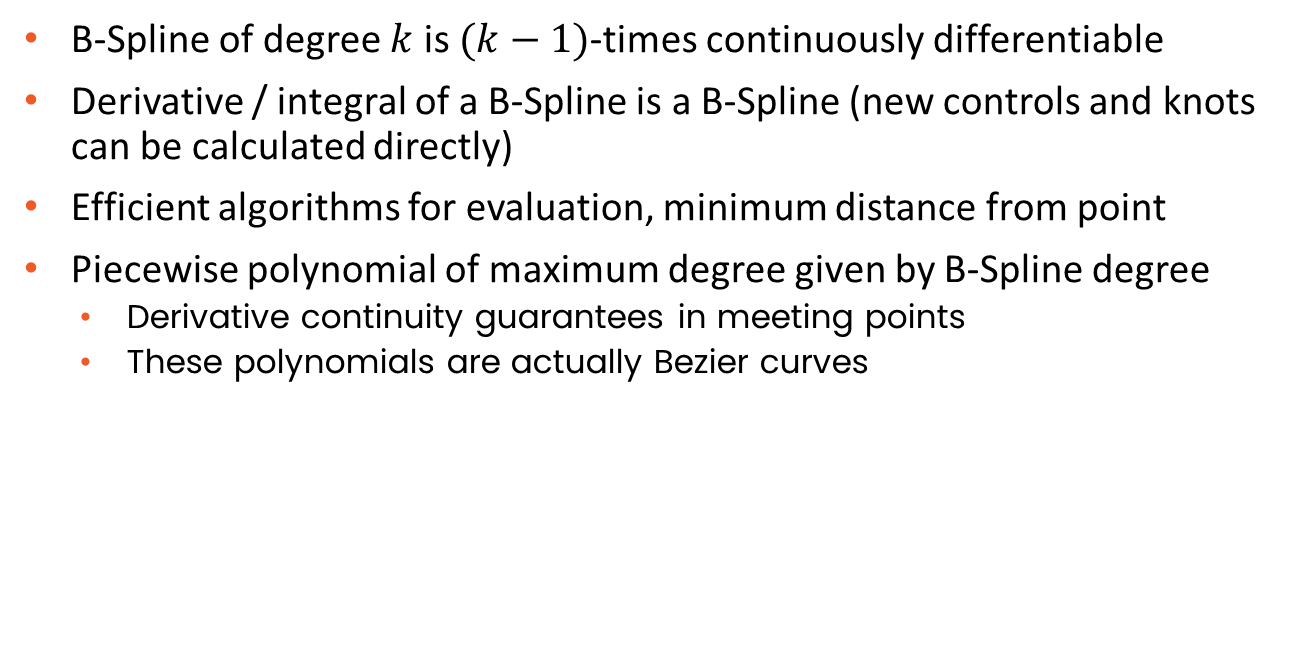 • B-Spline of degree k is (k − 1)-times continuously differentiable
• Derivative / integral of a B-Spline is a B-Spline (new controls and knots
can be calculated directly)
• Efficient algorithms for evaluation, minimum distance from point
• Piecewise polynomial of maximum degree given by B-Spline degree
• Derivative continuity guarantees in meeting points
• These polynomials are actually Bezier curves